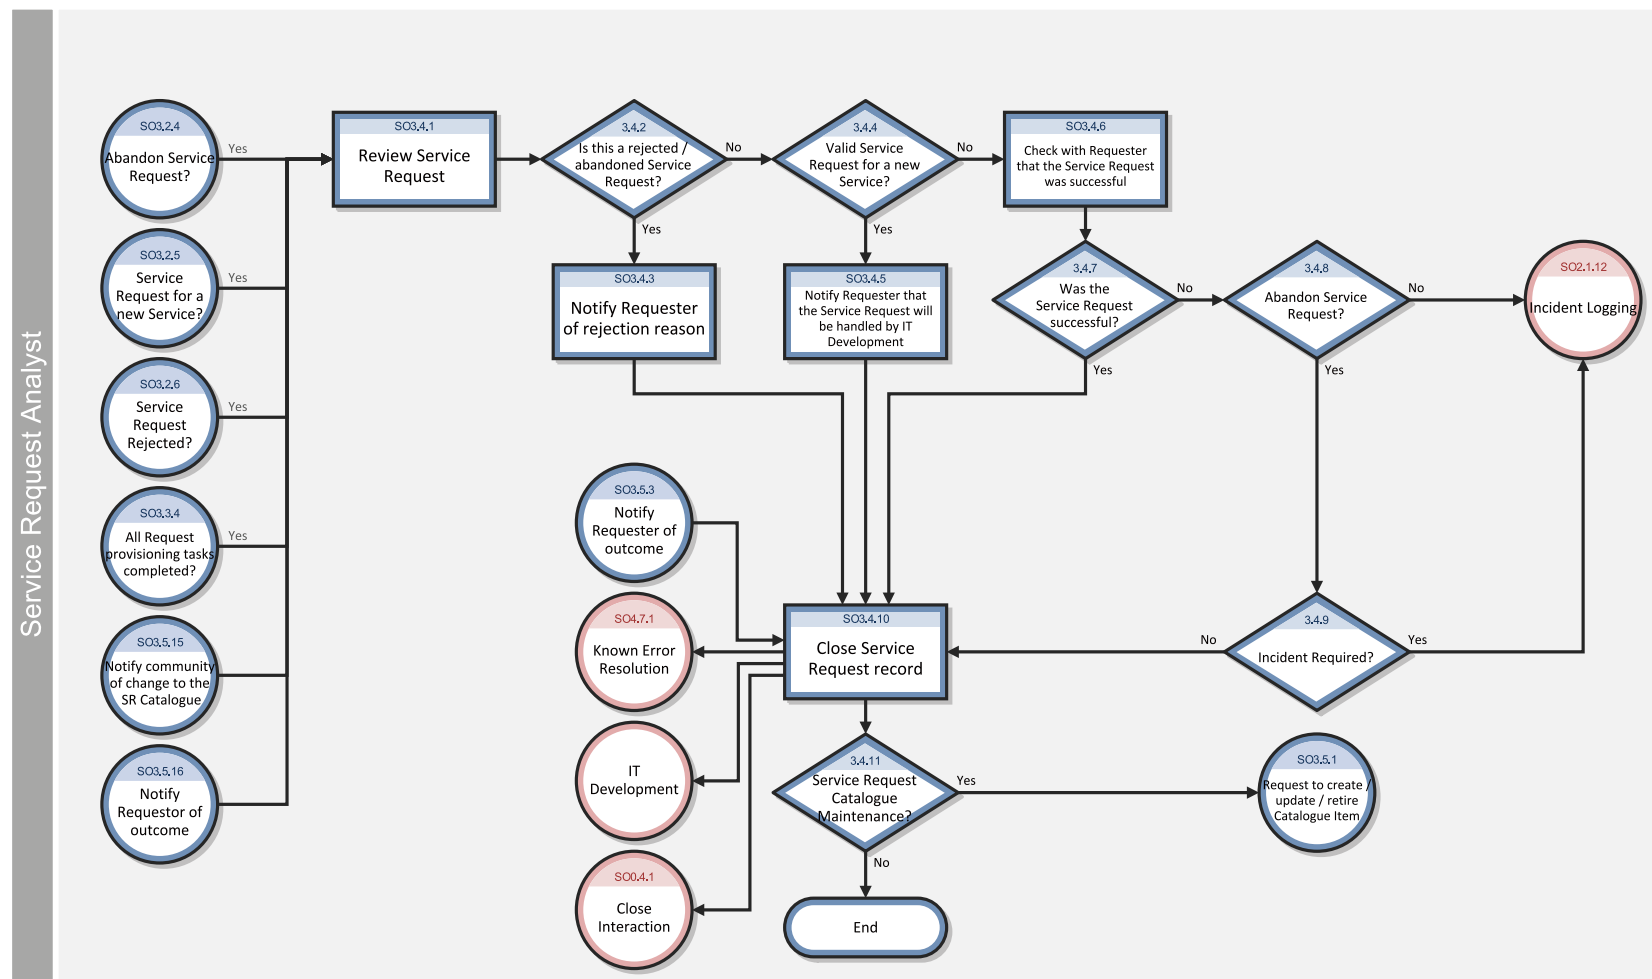 Service Request Analyst
SO3.2.4
Abandon Service
Request?
Yes
SO3.2.5
Service
Request for a
new Service?
Yes
SO3.2.6
Service
Request
Rejected?
Yes
SO3.3.4
All Request
provisioning tasks
completed?
Yes
SO3.5.15
Notify community
of change to the
SR Catalogue
SO3.5.16
Notify
Requestor of
outcome
SO3.4.1
Review Service
Request
3.4.2
Is this a rejected /
abandoned Service
Request?
No
Yes
SO3.4.3
Notify Requester
of rejection reason
3.4.4
Valid Service
Request for a new
Service?
No
Yes
SO3.4.5
Notify Requester that
the Service Request will
be handled by IT
Development
SO3.4.6
Check with Requester
that the Service Request
was successful
3.4.7
Was the
Service Request
successful?
No
Yes
3.4.8
Abandon Service
Request?
No
Yes
SO2.1.12
Incident Logging
SO3.5.3
Notify
Requester of
outcome
SO4.7.1
Known Error
Resolution
IT
Development
SO0.4.1
Close
Interaction
SO3.4.10
Close Service
Request record
3.4.9
Incident Required?
No
Yes
3.4.11
Service Request
Catalogue
Maintenance?
Yes
No
SO3.5.1
Request to create /
update / retire
Catalogue Item
End